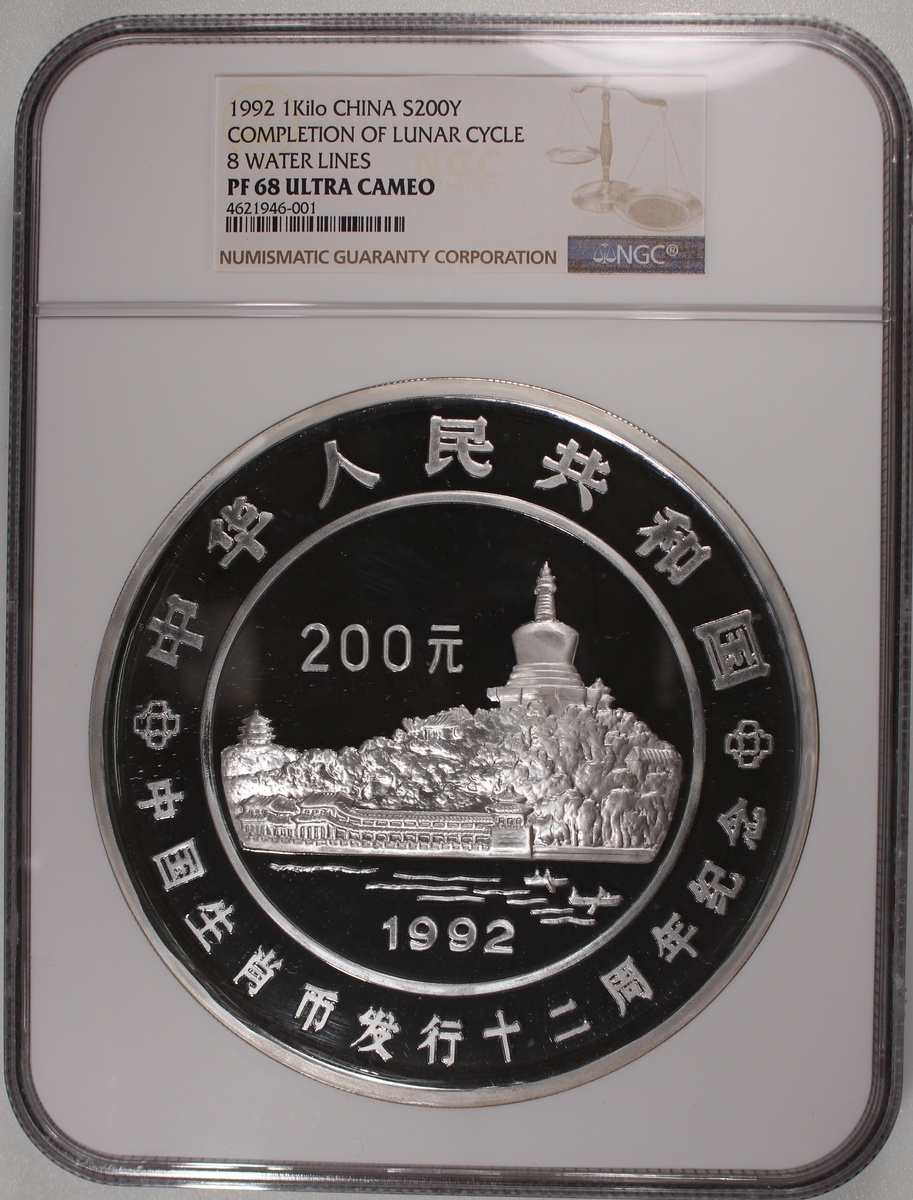 1992 1Kilo CHINA S200Y
COMPLETION OF LUNAR CYCLE
8 WATER LINES
PF 68 ULTRA CAMEO
4621946-001
NUMISMATIC GUARANTY CORPORATION
NGC®
中华人民共和国
200元
1992
中国生肖币发行十二周年纪念